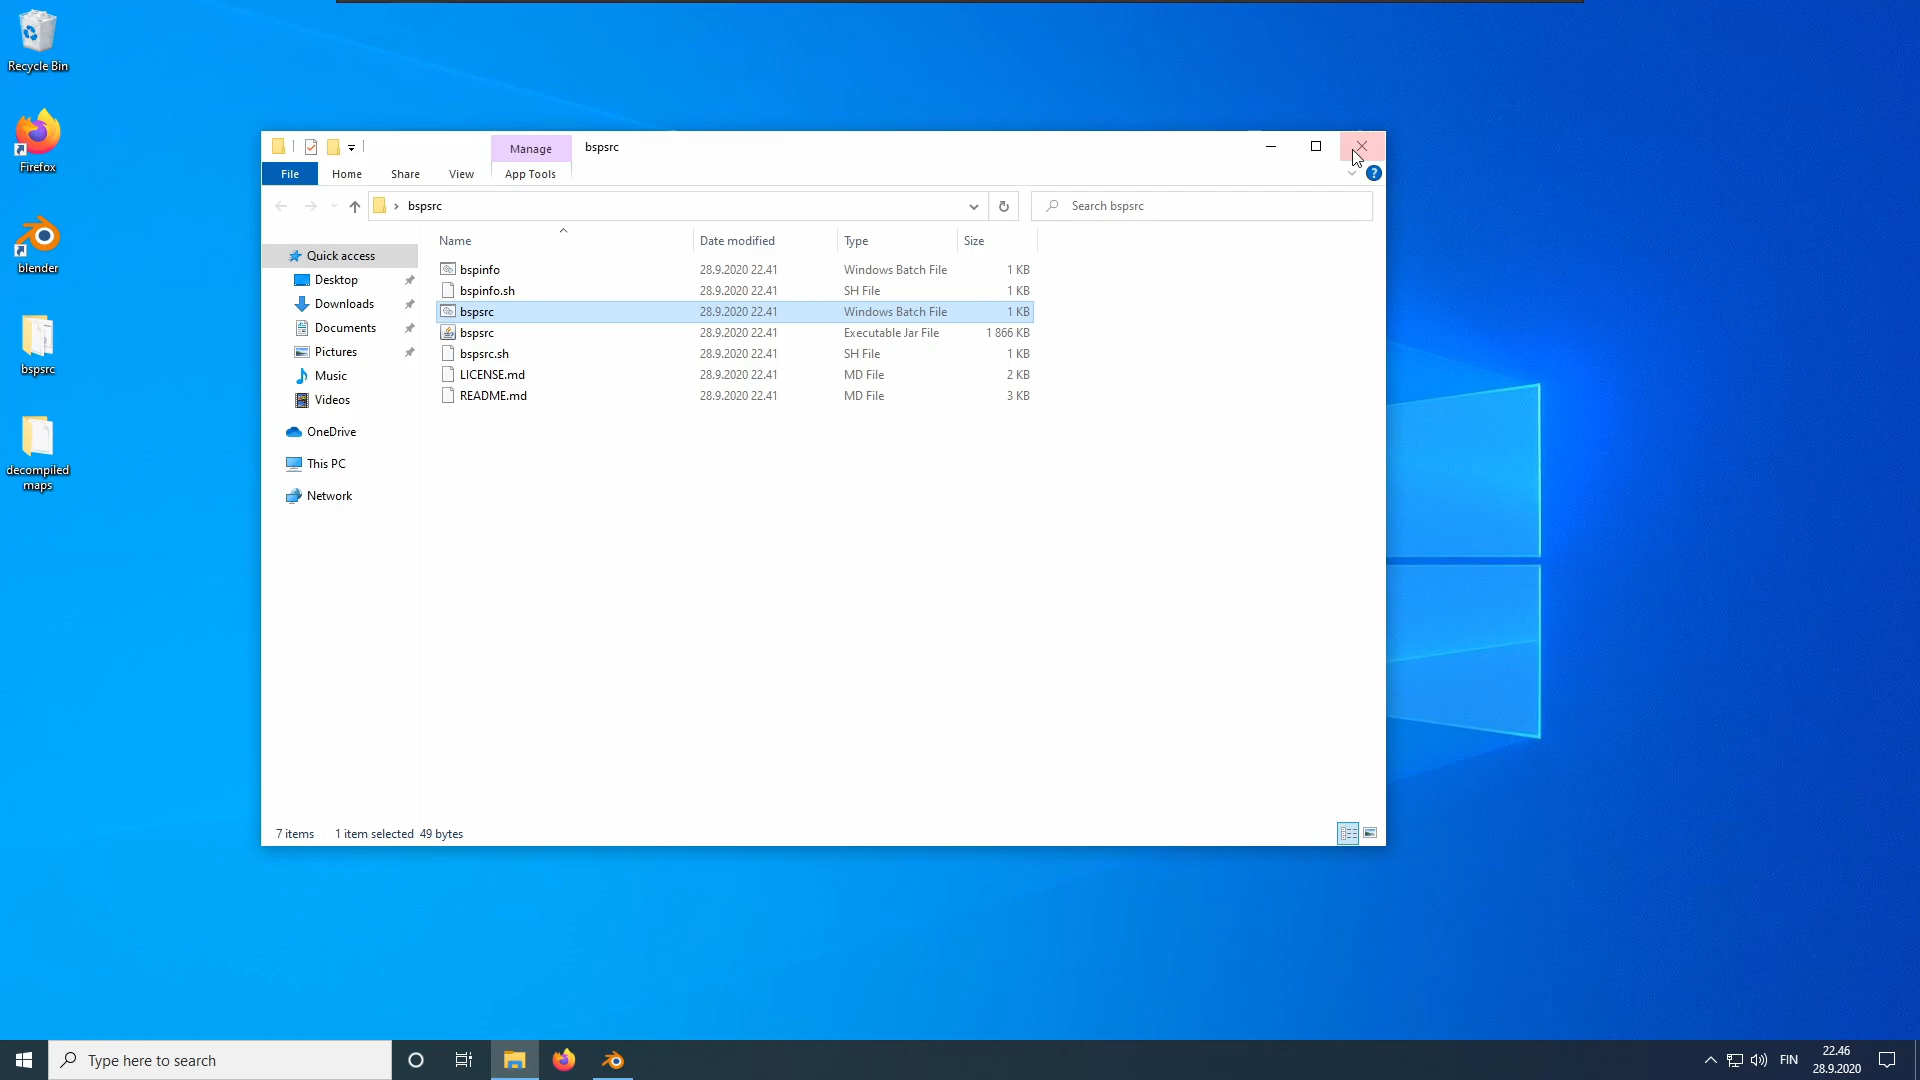 Recycle Bin
Firefox
blender
bspsrc
decompiled
maps
Manage
bspsrc
File
Home
Share
View
App Tools
?
bspsrc
Search bspsrc
Quick access
Desktop
Downloads
Documents
Pictures
Music
Videos
OneDrive
This PC
Network
Name Date modified Type Size
bspinfo 28.9.2020 22.41 Windows Batch File 1 KB
bspinfo.sh 28.9.2020 22.41 SH File 1 KB
bspsrc 28.9.2020 22.41 Windows Batch File 1 KB
bspsrc 28.9.2020 22.41 Executable Jar File 1 866 KB
bspsrc.sh 28.9.2020 22.41 SH File 1 KB
LICENSE.md 28.9.2020 22.41 MD File 2 KB
README.md 28.9.2020 22.41 MD File 3 KB
7 items 1 item selected 49 bytes
Type here to search
FIN
22.46
28.9.2020